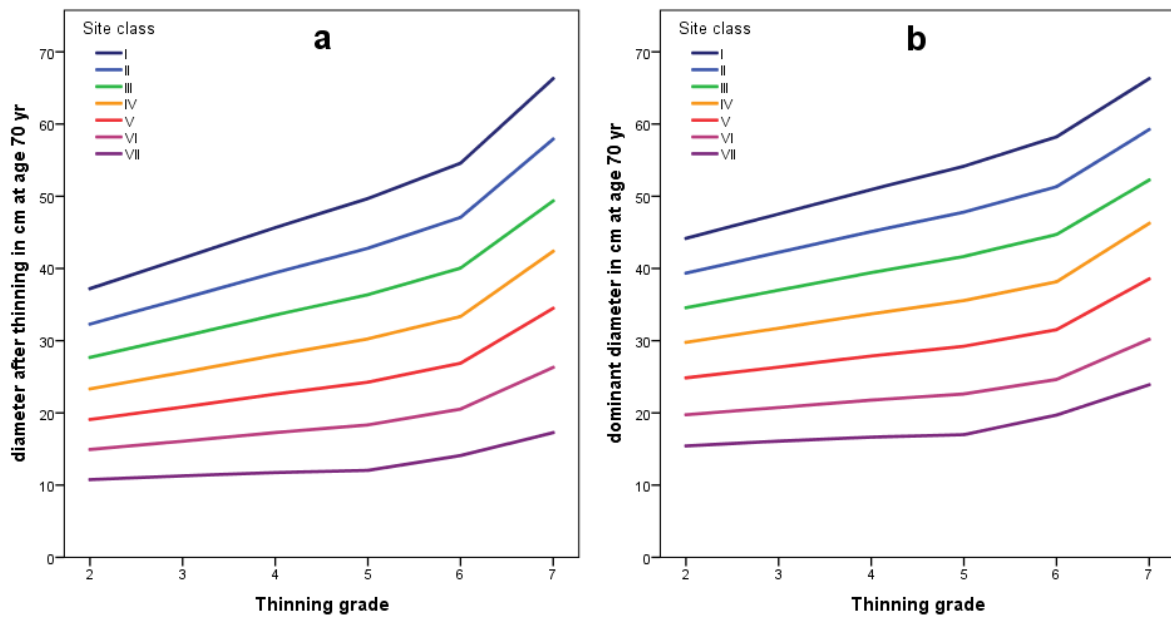 Site class
I
II
III
IV
V
VI
VII
a
diameter after thinning in cm at age 70 yr
70
60
50
40
30
20
10
0
2 3 4 5 6 7
Thinning grade
Site class
I
II
III
IV
V
VI
VII
b
dominant diameter in cm at age 70 yr
70
60
50
40
30
20
10
0
2 3 4 5 6 7
Thinning grade